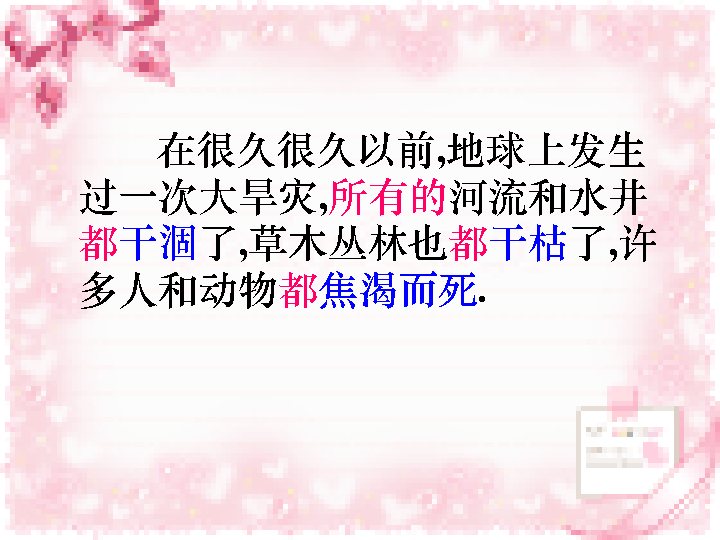 在很久很久以前,地球上发生
过一次大旱灾,所有的河流和水井
都干涸了,草木丛林也都干枯了,许
多人和动物都焦渴而死.